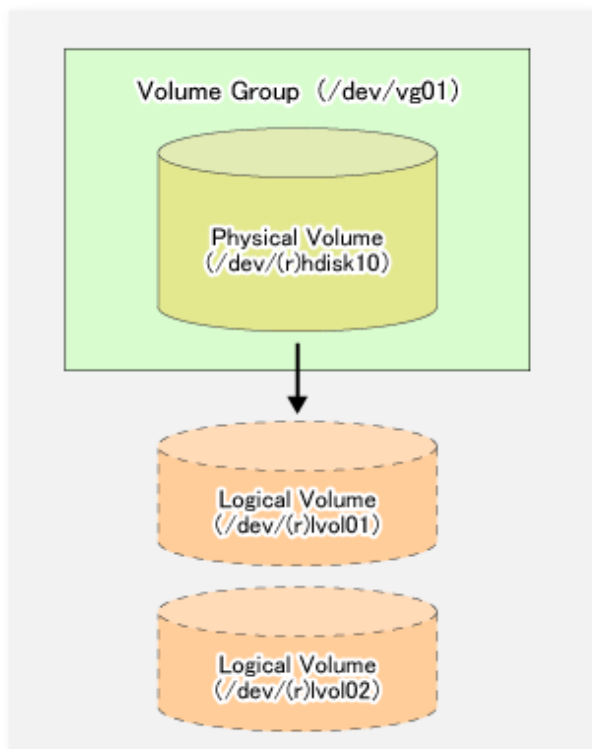 Volume Group (/dev/vg01)
Physical Volume
(/dev/(r)hdisk10)
Logical Volume
(/dev/(r)lvol01)
Logical Volume
(/dev/(r)lvol02)